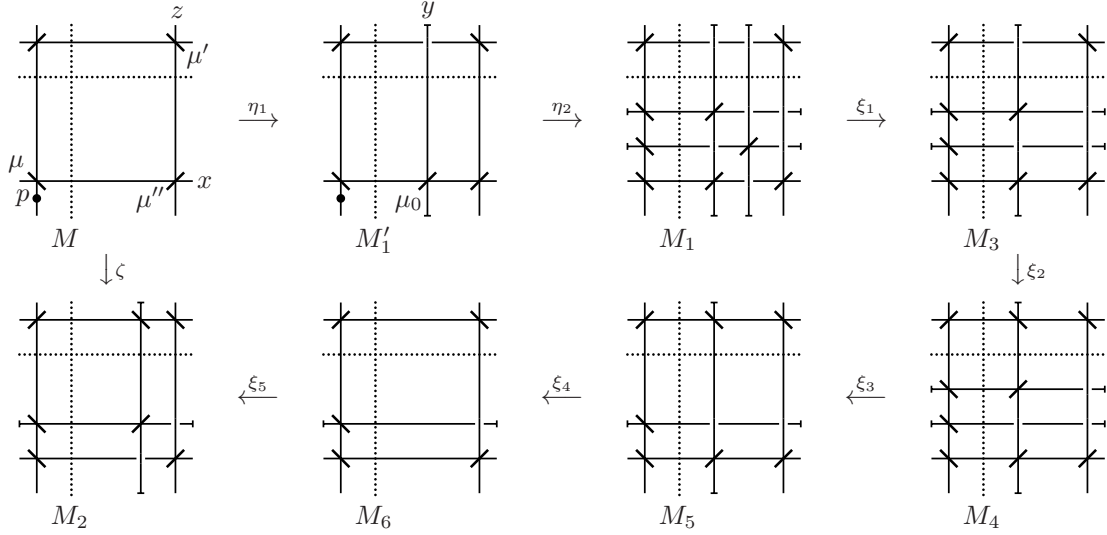 z y
μ′
η₁ η₂ ξ₁
μ
p x
μ″ μ₀
M M′₁ M₁ M₃
ζ ξ₂
ξ₅ ξ₄ ξ₃
M₂ M₆ M₅ M₄